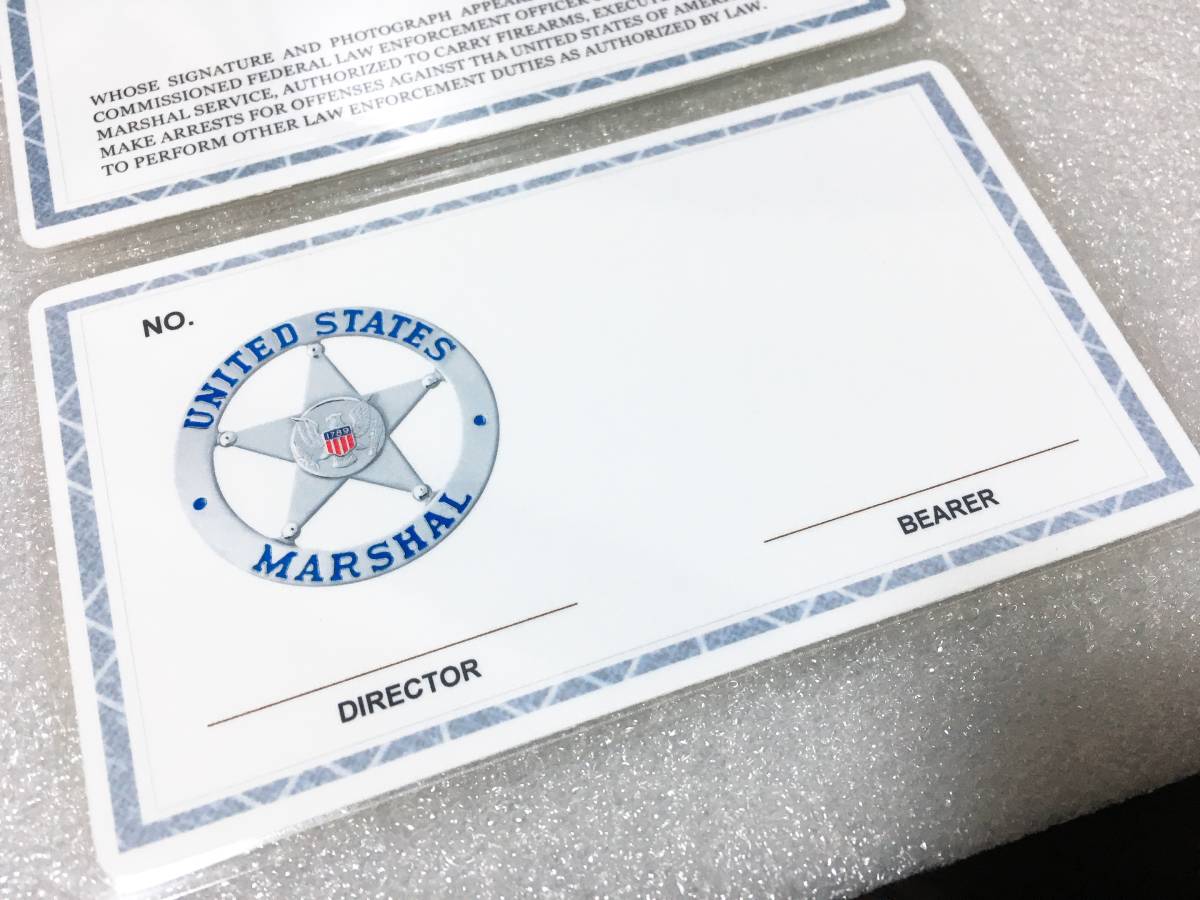 WHOSE SIGNATURE AND PHOTOGRAPH
COMMISSIONED FEDERAL LAW ENFORCEMENT OFFICER
MARSHAL SERVICE, AUTHORIZED TO CARRY FIREARMS,
MAKE ARRESTS FOR OFFENSES AGAINST THA UNITED STATES OF
TO PERFORM OTHER LAW ENFORCEMENT DUTIES AS AUTHORIZED BY LAW.
NO.
UNITED STATES
1789
MARSHAL
BEARER
DIRECTOR